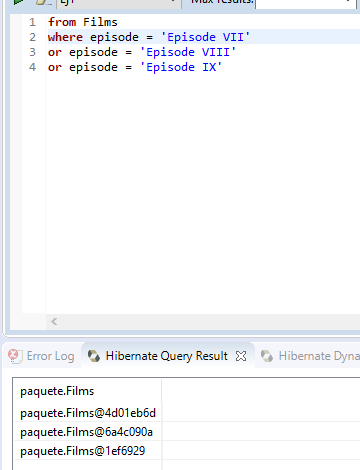 Max results:
1 from Films
2 where episode = 'Episode VII'
3 or episode = 'Episode VIII'
4 or episode = 'Episode IX'
Error Log Hibernate Query Result Hibernate Dyna
paquete.Films
paquete.Films@4d01eb6d
paquete.Films@6a4c090a
paquete.Films@1ef6929